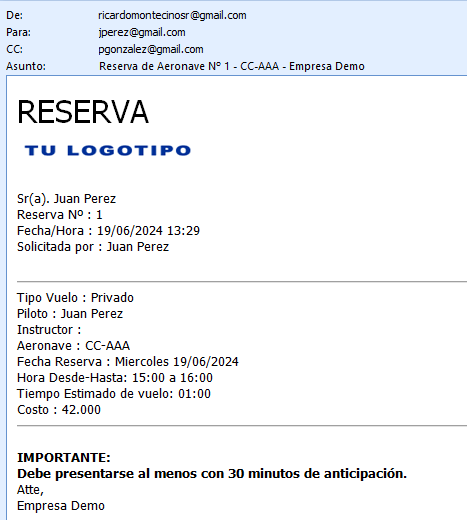 De: ricardomontecinosr@gmail.com
Para: jperez@gmail.com
CC: pgonzalez@gmail.com
Asunto: Reserva de Aeronave Nº 1 - CC-AAA - Empresa Demo
RESERVA
TU LOGOTIPO
Sr(a). Juan Perez
Reserva Nº : 1
Fecha/Hora : 19/06/2024 13:29
Solicitada por : Juan Perez
Tipo Vuelo : Privado
Piloto : Juan Perez
Instructor :
Aeronave : CC-AAA
Fecha Reserva : Miercoles 19/06/2024
Hora Desde-Hasta: 15:00 a 16:00
Tiempo Estimado de vuelo: 01:00
Costo : 42.000
IMPORTANTE:
Debe presentarse al menos con 30 minutos de anticipación.
Atte,
Empresa Demo